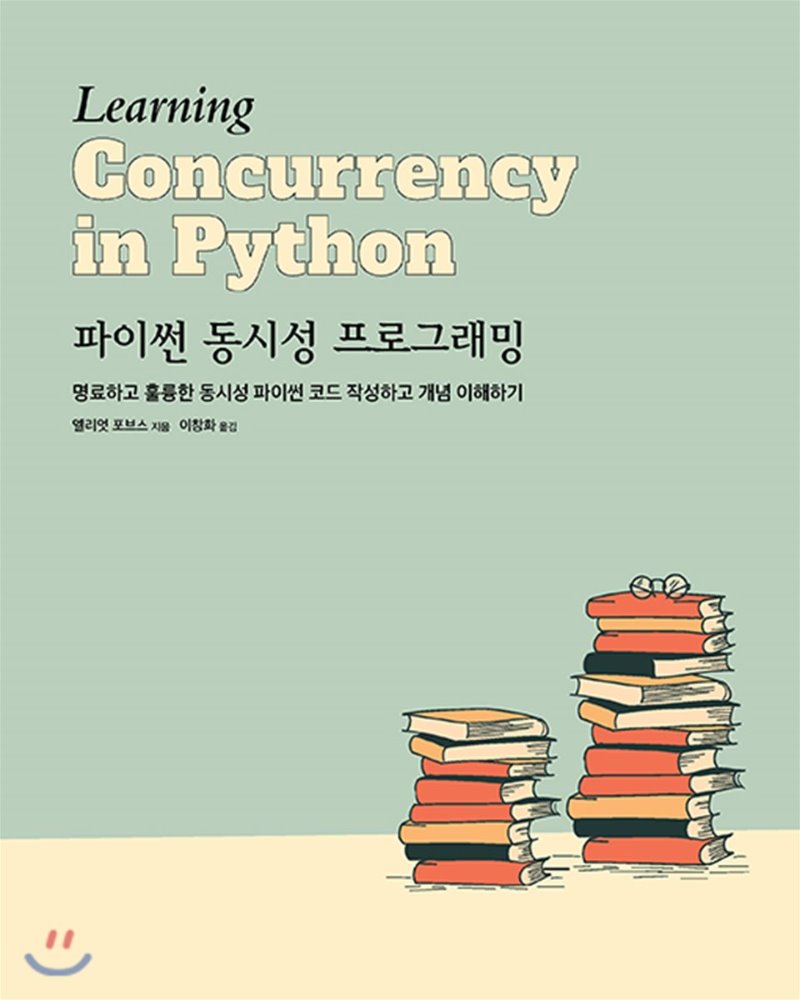 Learning
Concurrency
in Python
파이썬 동시성 프로그래밍
명료하고 훌륭한 동시성 파이썬 코드 작성하고 개념 이해하기
엘리엇 포브스 지음 이창화 옮김